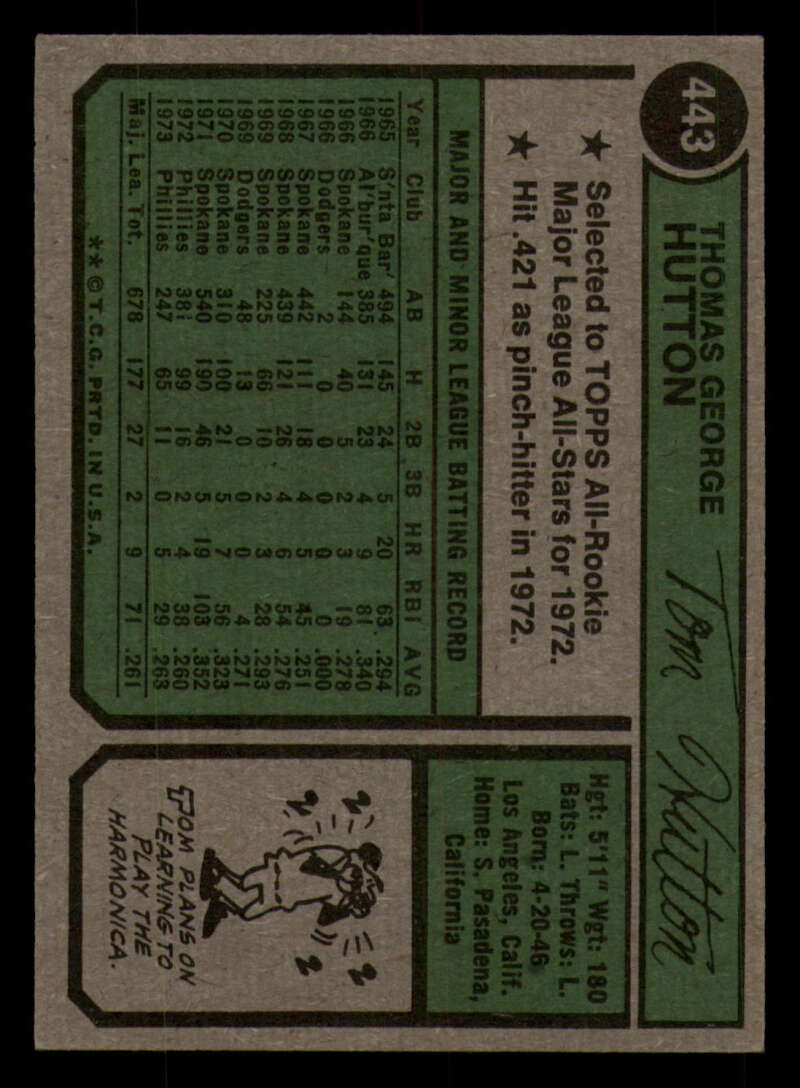 443
THOMAS GEORGE
HUTTON
Tom Hutton
★ Selected to TOPPS All-Rookie
Major League All-Stars for 1972.
★ Hit .421 as pinch-hitter in 1972.
MAJOR AND MINOR LEAGUE BATTING RECORD
Year Club AB H 2B 3B HR RBI AVG
1965 S'nta Bar' 494 145 24 5 20 63 .294
1966 Al'bur'que 385 131 23 4 9 81 .340
1966 Spokane 144 40 5 2 3 19 .278
1966 Dodgers 2 0 0 0 0 0 .000
1967 Spokane 442 111 18 4 5 45 .251
1968 Spokane 439 121 26 4 6 54 .276
1969 Spokane 225 66 10 2 3 28 .293
1969 Dodgers 48 13 0 0 0 4 .271
1970 Spokane 310 100 21 5 7 56 .323
1971 Spokane 540 190 46 5 19 103 .352
1972 Phillies 381 99 16 2 4 38 .260
1973 Phillies 247 65 11 0 5 29 .263
Maj. Lea. Tot. 678 177 27 2 9 71 .261
** © T.C.G. PRTD. IN U.S.A.
Hgt: 5'11" Wgt: 180
Bats: L. Throws: L.
Born: 4-20-46
Los Angeles, Calif.
Home: S. Pasadena,
California
TOM PLANS ON
LEARNING TO
PLAY THE
HARMONICA.